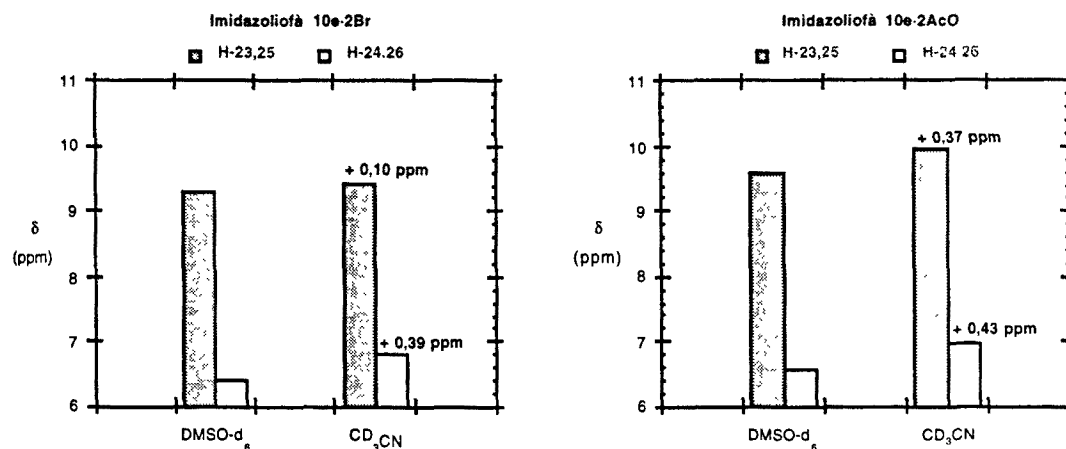 Imidazoliofà 10e·2Br
H-23,25 H-24.26
11
10
9
8
7
6
δ
(ppm)
+ 0,10 ppm
+ 0,39 ppm
DMSO-d6 CD3CN
Imidazoliofà 10e·2AcO
H-23,25 H-24 26
11
10
9
8
7
6
δ
(ppm)
+ 0,37 ppm
+ 0,43 ppm
DMSO-d6 CD3CN